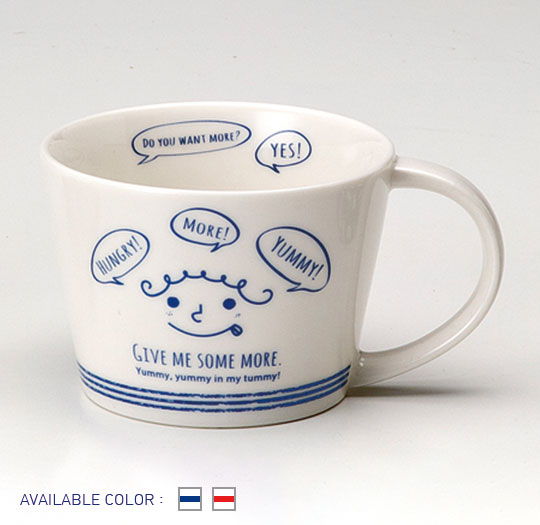 DO YOU WANT MORE?
YES!
HUNGRY!
MORE!
YUMMY!
GIVE ME SOME MORE.
Yummy, yummy in my tummy!
AVAILABLE COLOR :